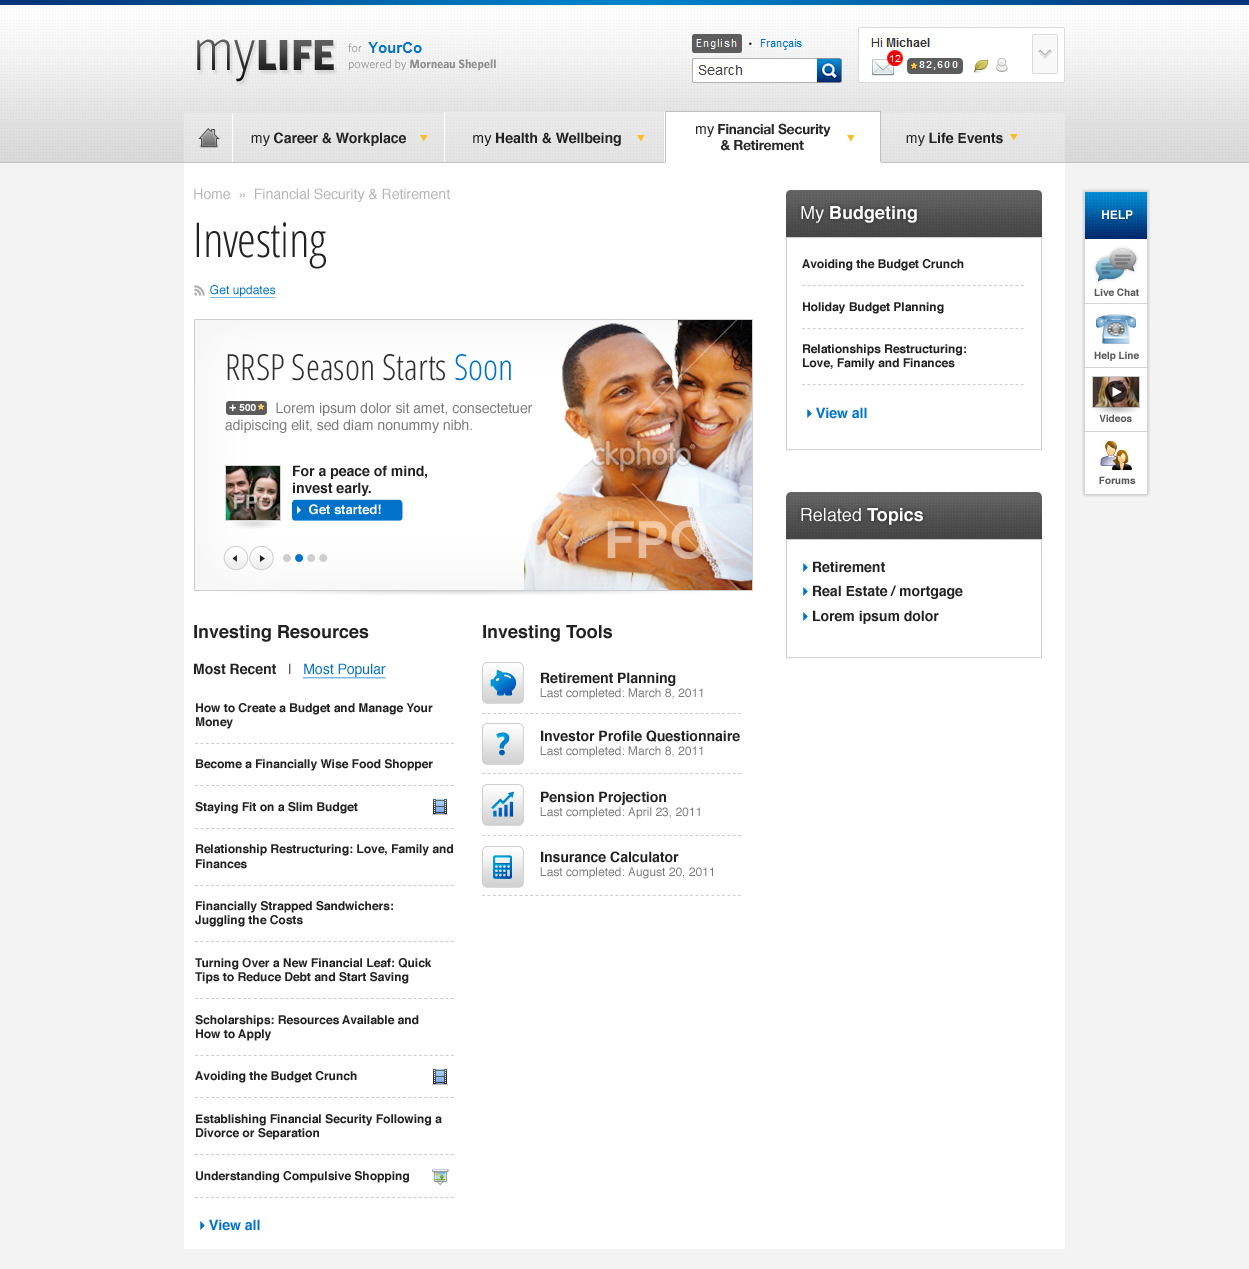 myLIFE for YourCo
powered by Morneau Shepell
English • Français
Search
Hi Michael
12
82,600
my Career & Workplace
my Health & Wellbeing
my Financial Security
& Retirement
my Life Events
Home » Financial Security & Retirement
Investing
Get updates
RRSP Season Starts Soon
+ 500 Lorem ipsum dolor sit amet, consectetuer
adipiscing elit, sed diam nonummy nibh.
For a peace of mind,
invest early.
Get started!
FPO
ckphoto
FPO
Investing Resources
Most Recent | Most Popular
How to Create a Budget and Manage Your
Money
Become a Financially Wise Food Shopper
Staying Fit on a Slim Budget
Relationship Restructuring: Love, Family and
Finances
Financially Strapped Sandwichers:
Juggling the Costs
Turning Over a New Financial Leaf: Quick
Tips to Reduce Debt and Start Saving
Scholarships: Resources Available and
How to Apply
Avoiding the Budget Crunch
Establishing Financial Security Following a
Divorce or Separation
Understanding Compulsive Shopping
View all
Investing Tools
Retirement Planning
Last completed: March 8, 2011
Investor Profile Questionnaire
Last completed: March 8, 2011
Pension Projection
Last completed: April 23, 2011
Insurance Calculator
Last completed: August 20, 2011
My Budgeting
Avoiding the Budget Crunch
Holiday Budget Planning
Relationships Restructuring:
Love, Family and Finances
View all
Related Topics
Retirement
Real Estate / mortgage
Lorem ipsum dolor
HELP
Live Chat
Help Line
Videos
Forums